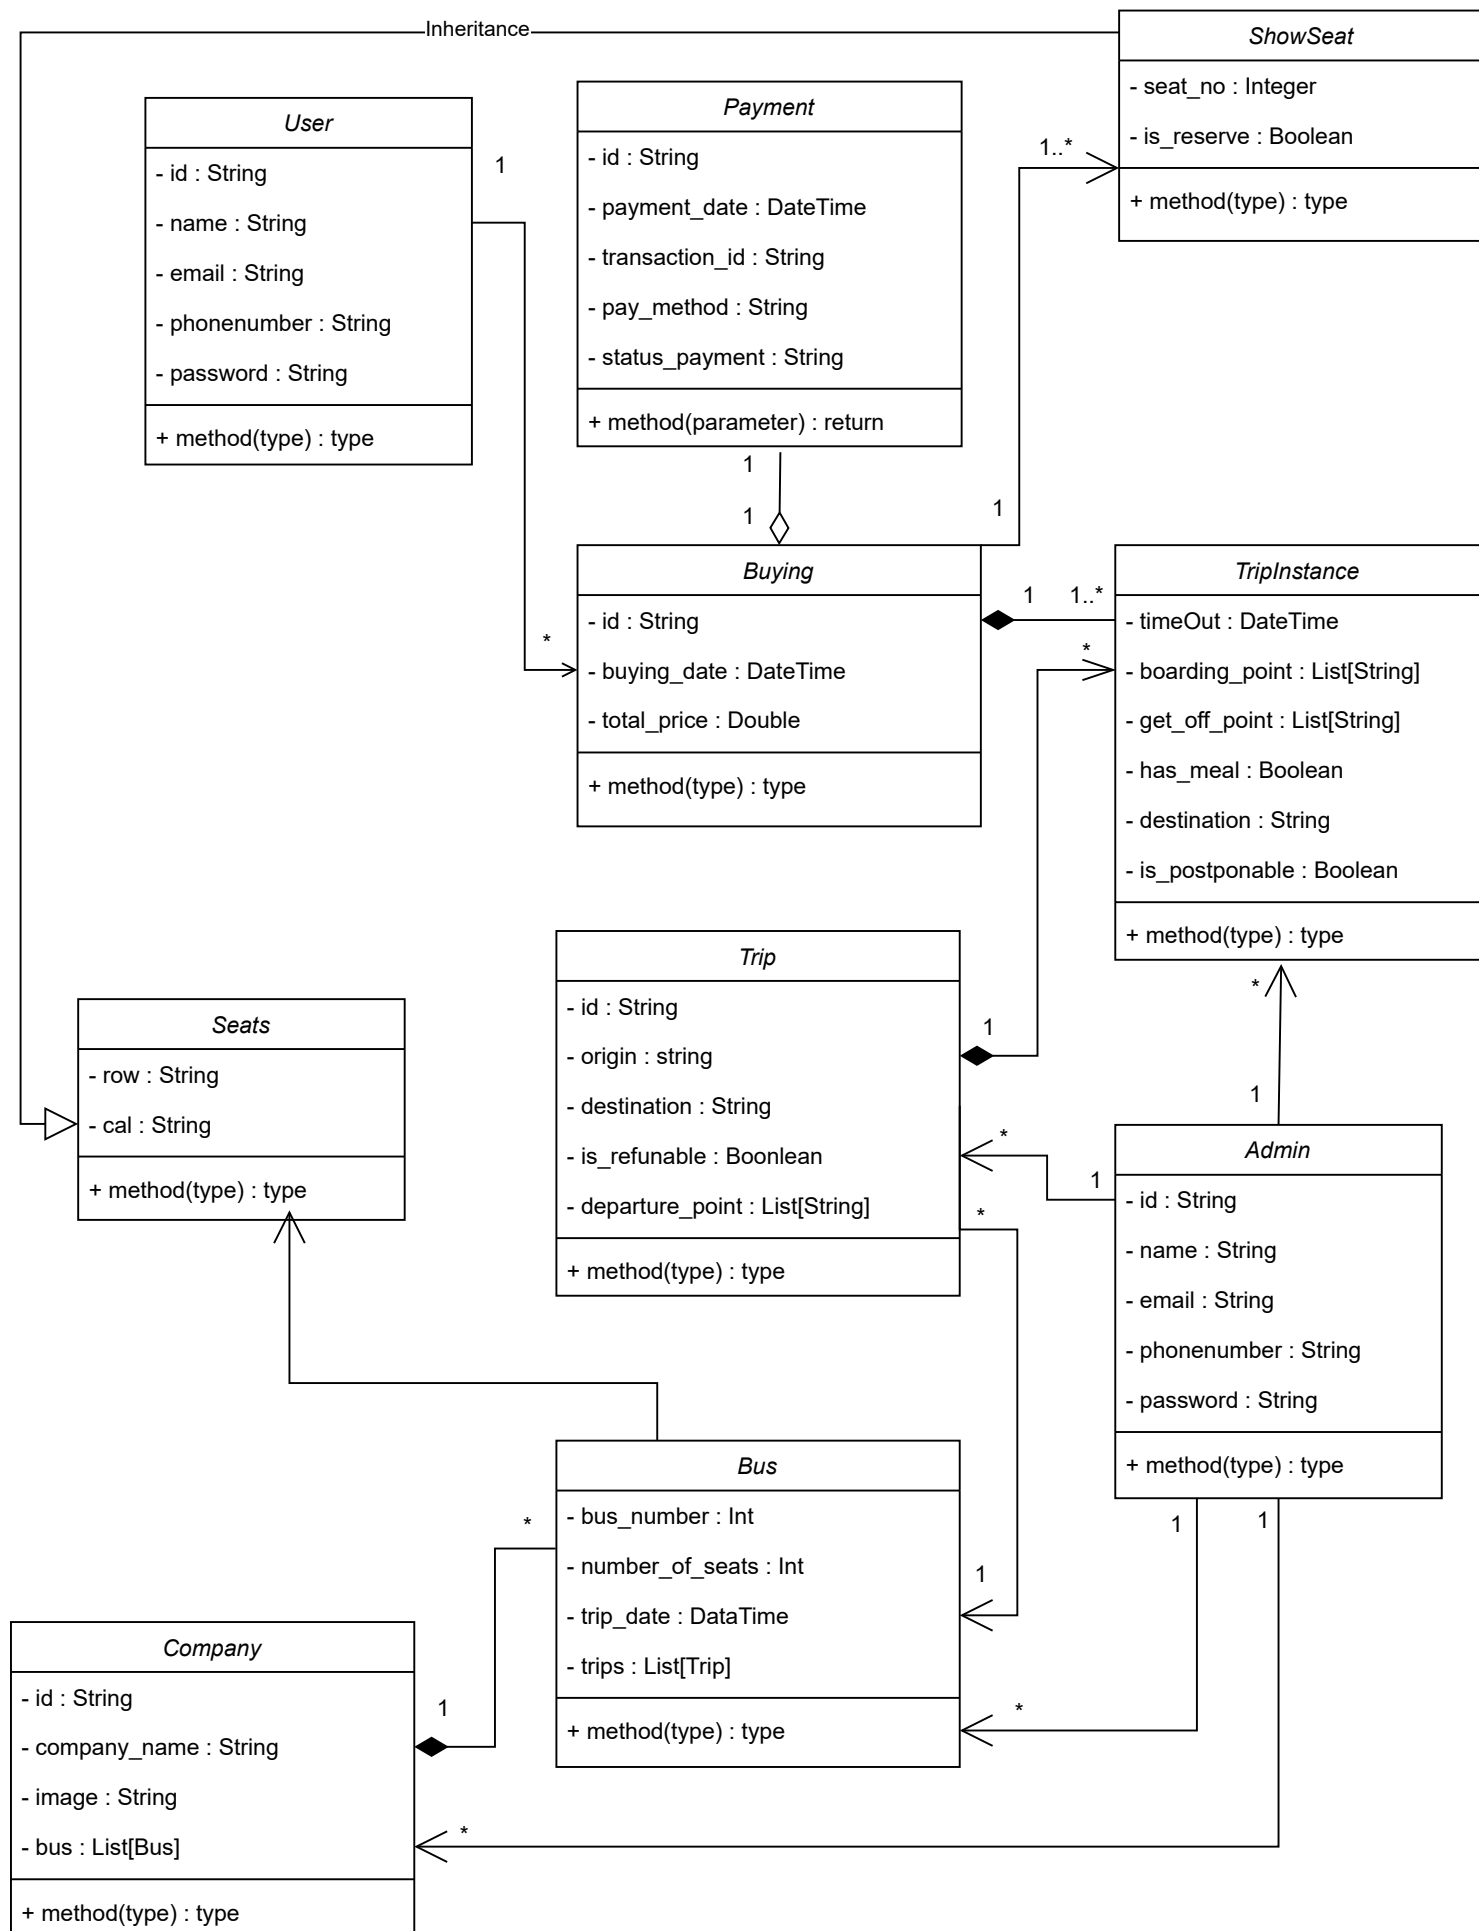 Inheritance
ShowSeat
- seat_no : Integer
- is_reserve : Boolean
+ method(type) : type
1..*
1
User
- id : String
- name : String
- email : String
- phonenumber : String
- password : String
+ method(type) : type
1
*
Payment
- id : String
- payment_date : DateTime
- transaction_id : String
- pay_method : String
- status_payment : String
+ method(parameter) : return
1
1
Buying
- id : String
- buying_date : DateTime
- total_price : Double
+ method(type) : type
1
1..*
*
TripInstance
- timeOut : DateTime
- boarding_point : List[String]
- get_off_point : List[String]
- has_meal : Boolean
- destination : String
- is_postponable : Boolean
+ method(type) : type
*
1
Trip
- id : String
- origin : string
- destination : String
- is_refunable : Boonlean
- departure_point : List[String]
+ method(type) : type
1
*
1
*
Seats
- row : String
- cal : String
+ method(type) : type
Admin
- id : String
- name : String
- email : String
- phonenumber : String
- password : String
+ method(type) : type
1
1
Bus
- bus_number : Int
- number_of_seats : Int
- trip_date : DataTime
- trips : List[Trip]
+ method(type) : type
*
1
*
Company
- id : String
- company_name : String
- image : String
- bus : List[Bus]
+ method(type) : type
1
*